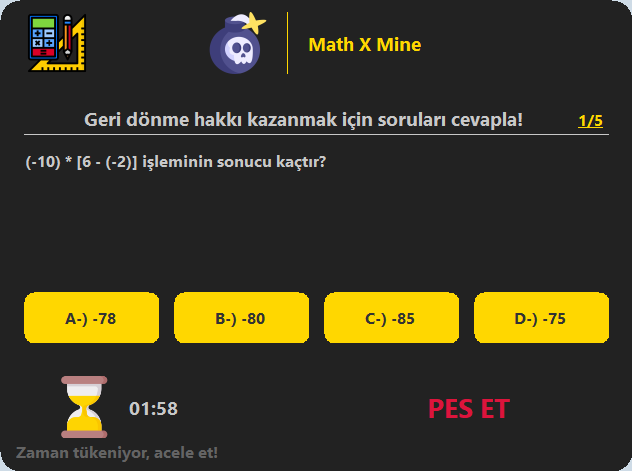 Math X Mine
Geri dönme hakkı kazanmak için soruları cevapla!
1/5
(-10) * [6 - (-2)] işleminin sonucu kaçtır?
A-) -78
B-) -80
C-) -85
D-) -75
01:58
PES ET
Zaman tükeniyor, acele et!